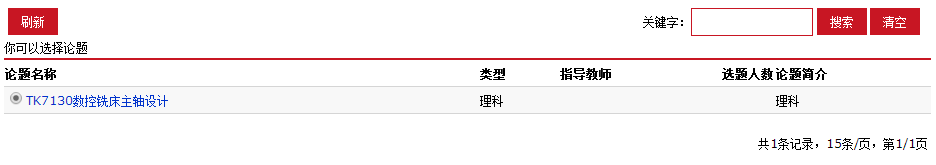 刷新 关键字： 搜索 清空
你可以选择论题
论题名称 类型 指导教师 选题人数 论题简介
TK7130数控铣床主轴设计 理科 理科
共1条记录，15条/页，第1/1页